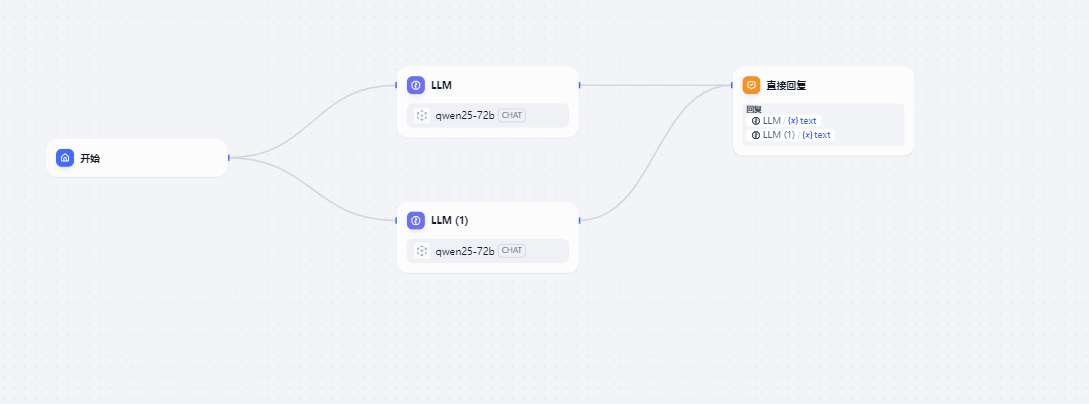 开始
LLM
qwen25-72b CHAT
LLM (1)
qwen25-72b CHAT
直接回复
回复
LLM / {x} text
LLM (1) / {x} text